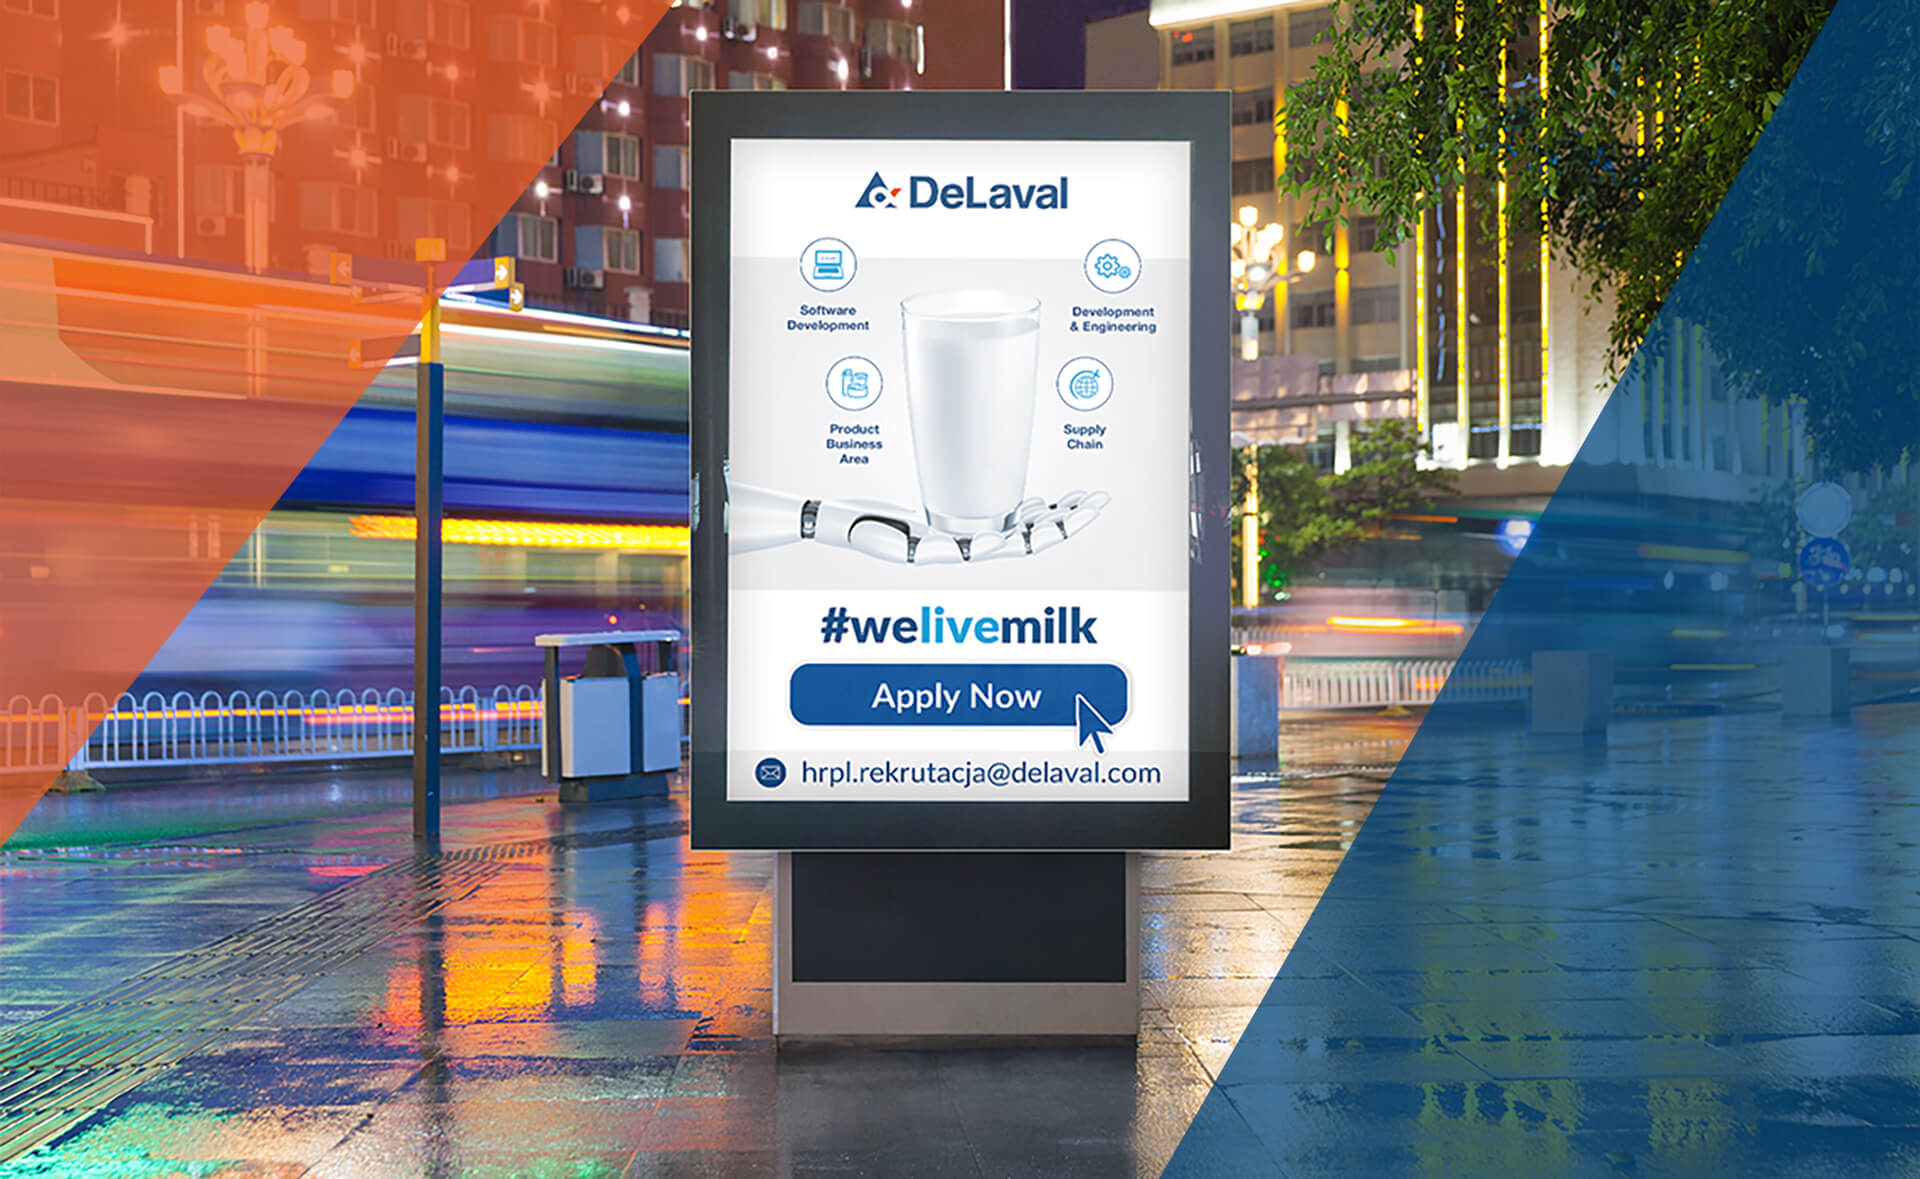 DeLaval
Software
Development
Development
& Engineering
Product
Business
Area
Supply
Chain
#welivemilk
Apply Now
hrpl.rekrutacja@delaval.com